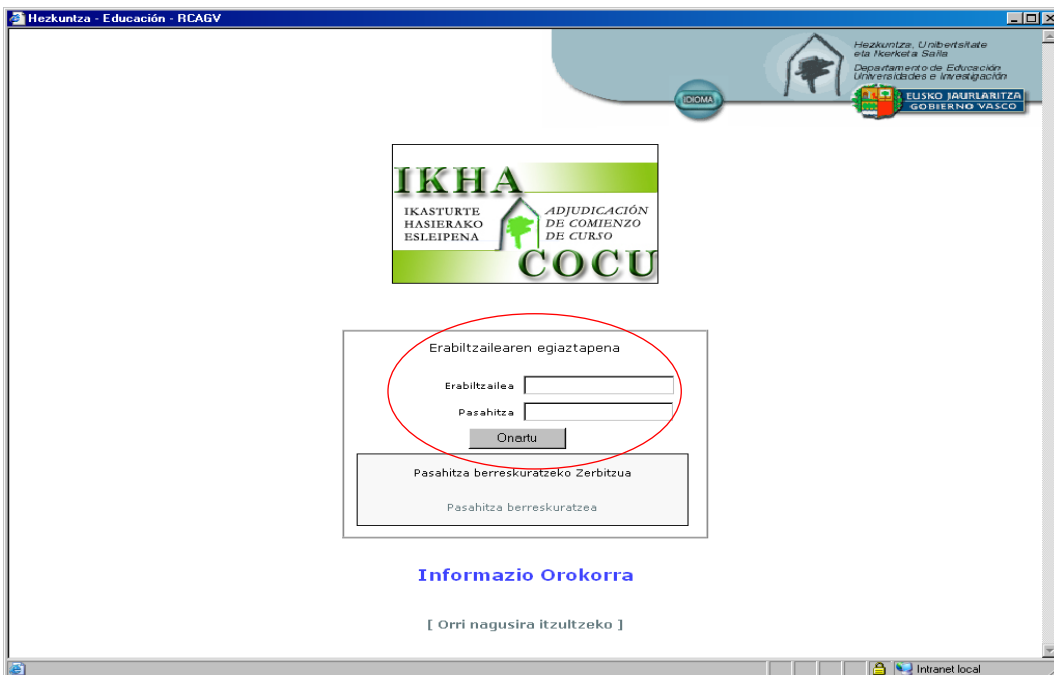 Hezkuntza - Educación - RCAGV
Hezkuntza, Unibertsitate
eta Ikerketa Saila
Departamento de Educación
Universidades e Investigación
IDIOMA
EUSKO JAURLARITZA
GOBIERNO VASCO
IKHA
IKASTURTE
HASIERAKO
ESLEIPENA
ADJUDICACIÓN
DE COMIENZO
DE CURSO
COCU
Erabiltzailearen egiaztapena
Erabiltzailea
Pasahitza
Onartu
Pasahitza berreskuratzeko Zerbitzua
Pasahitza berreskuratzea
Informazio Orokorra
[ Orri nagusira itzultzeko ]
Intranet local